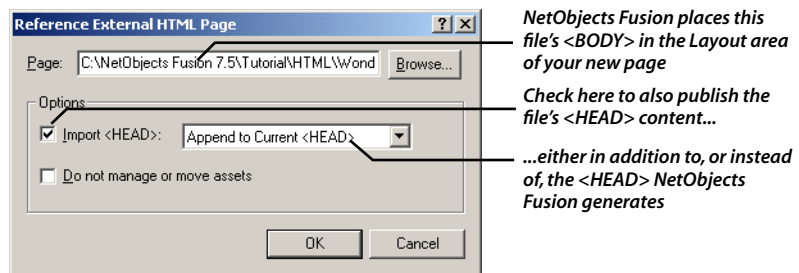 Reference External HTML Page
Page: C:\NetObjects Fusion 7.5\Tutorial\HTML\Wond Browse...
Options
Import <HEAD>: Append to Current <HEAD>
Do not manage or move assets
OK Cancel
NetObjects Fusion places this
file's <BODY> in the Layout area
of your new page
Check here to also publish the
file's <HEAD> content...
...either in addition to, or instead
of, the <HEAD> NetObjects
Fusion generates